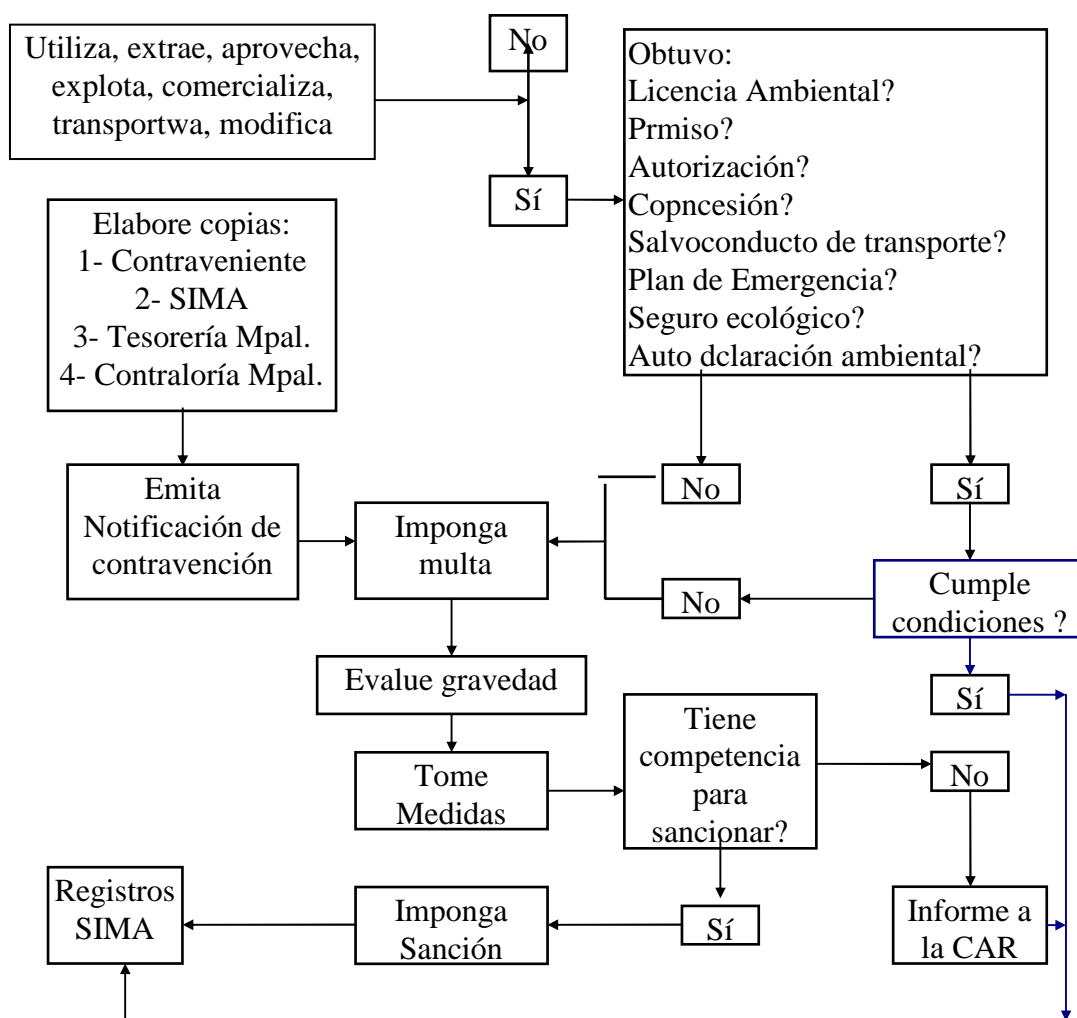 Utiliza, extrae, aprovecha,
explota, comercializa,
transportwa, modifica
No
Sí
Obtuvo:
Licencia Ambiental?
Prmiso?
Autorización?
Copncesión?
Salvoconducto de transporte?
Plan de Emergencia?
Seguro ecológico?
Auto dclaración ambiental?
Elabore copias:
1- Contraveniente
2- SIMA
3- Tesorería Mpal.
4- Contraloría Mpal.
Emita
Notificación de
contravención
Imponga
multa
No
Sí
No
Cumple
condiciones ?
Sí
Evalue gravedad
Tome
Medidas
Tiene
competencia
para
sancionar?
No
Registros
SIMA
Imponga
Sanción
Sí
Informe a
la CAR